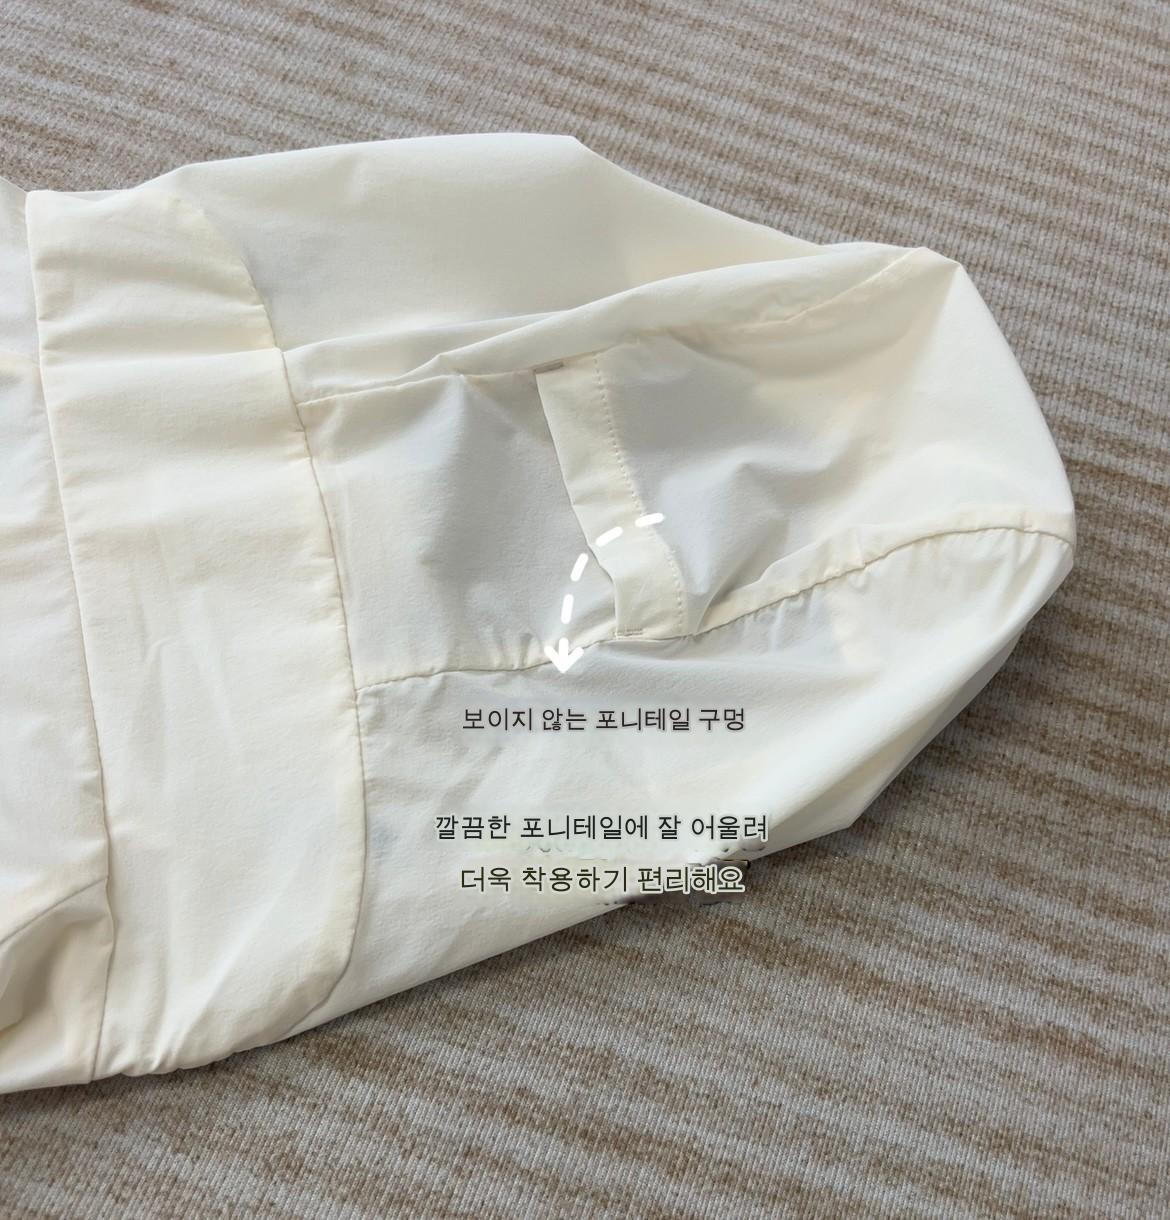 보이지 않는 포니테일 구멍
깔끔한 포니테일에 잘 어울려
더욱 착용하기 편리해요